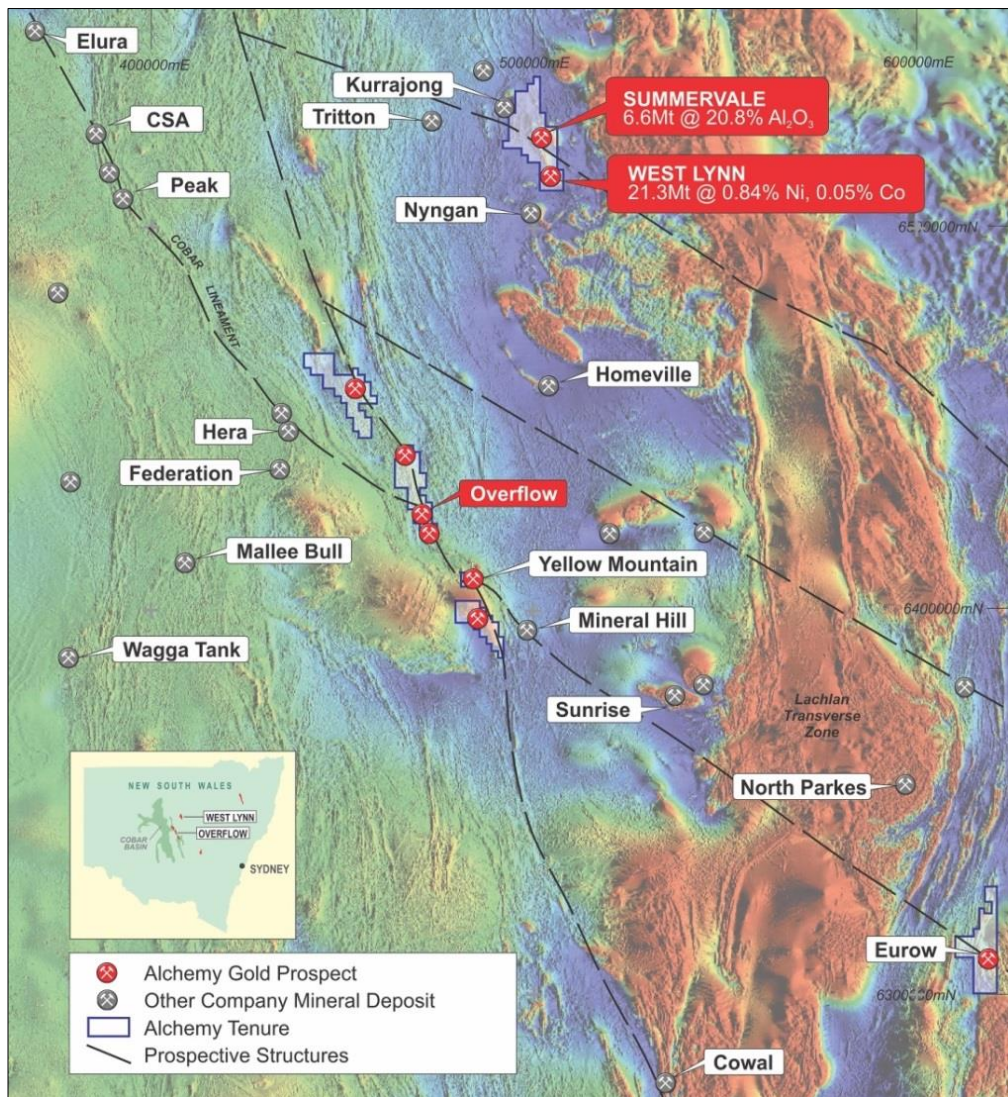 Elura
400000mE
500000mE
600000mE
Kurrajong
Tritton
CSA
SUMMERVALE
6.6Mt @ 20.8% Al₂O₃
Peak
WEST LYNN
21.3Mt @ 0.84% Ni, 0.05% Co
Nyngan
COBAR
LINEAMENT
Homeville
Hera
Federation
Overflow
Mallee Bull
Yellow Mountain
6400000mN
Mineral Hill
Wagga Tank
Sunrise
Lachlan
Transverse
Zone
North Parkes
NEW SOUTH WALES
WEST LYNN
OVERFLOW
COBAR
BASIN
SYDNEY
Eurow
6300000mN
Alchemy Gold Prospect
Other Company Mineral Deposit
Alchemy Tenure
Prospective Structures
Cowal